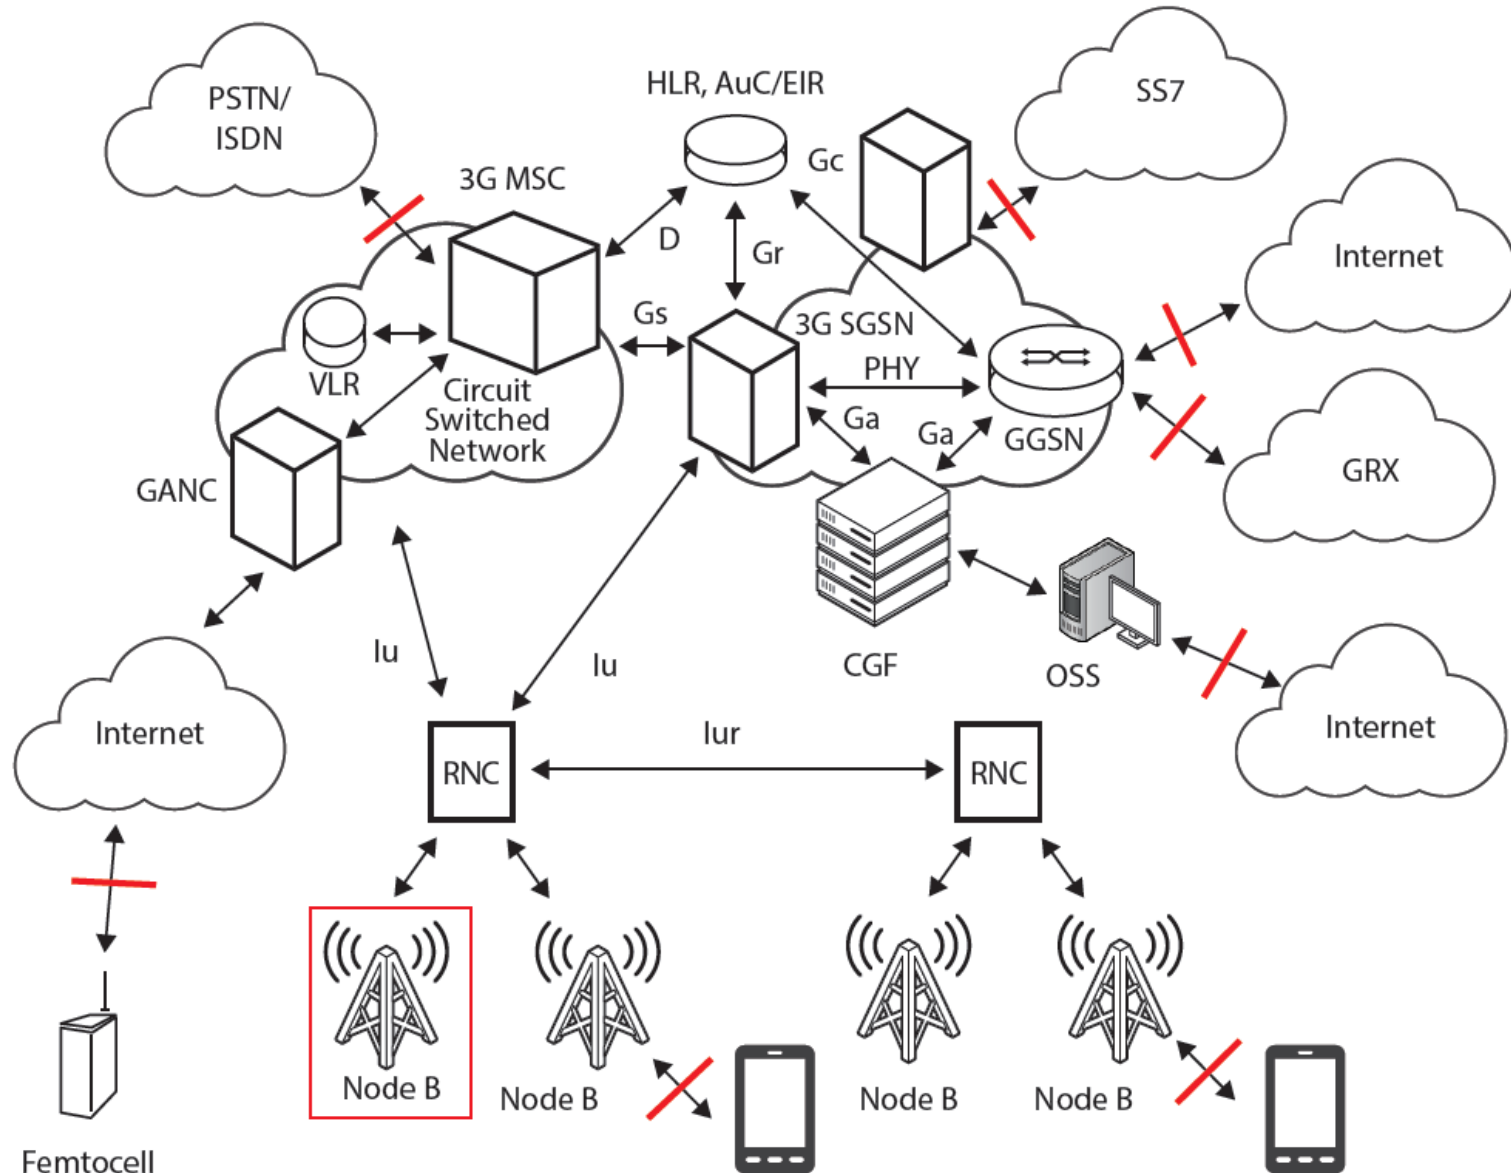 PSTN/
ISDN
HLR, AuC/EIR
SS7
3G MSC
Gc
D
Gr
Internet
Gs
3G SGSN
VLR
PHY
Circuit
Switched
Network
Ga
Ga
GGSN
GRX
GANC
Iu
Iu
CGF
OSS
Internet
Internet
Iur
RNC
RNC
Node B
Node B
Node B
Node B
Femtocell